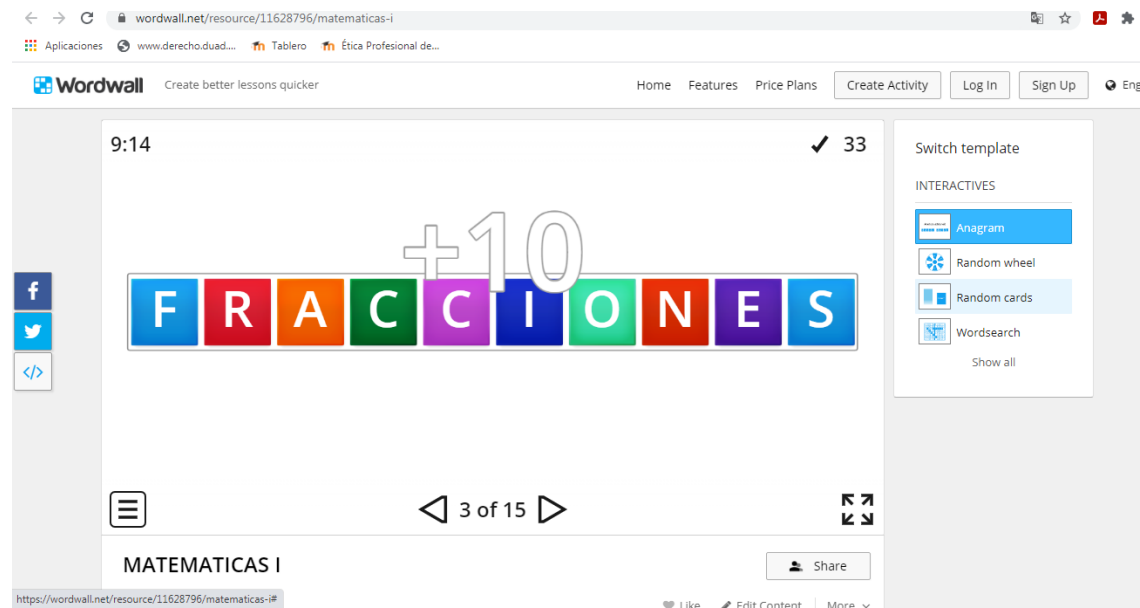 wordwall.net/resource/11628796/matematicas-i
Aplicaciones www.derecho.duad.... Tablero Ética Profesional de...
Wordwall Create better lessons quicker Home Features Price Plans Create Activity Log In Sign Up Eng
9:14 33
+10
FRACCIONES
3 of 15
Switch template
INTERACTIVES
Anagram
Random wheel
Random cards
Wordsearch
Show all
f
</>
MATEMATICAS I Share
Like Edit Content More
https://wordwall.net/resource/11628796/matematicas-i#